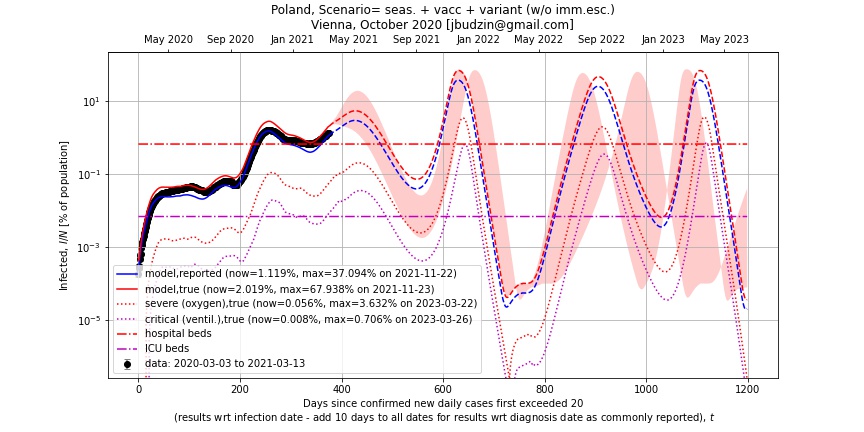 Poland, Scenario= seas. + vacc + variant (w/o imm.esc.)
Vienna, October 2020 [jbudzin@gmail.com]
May 2020 Sep 2020 Jan 2021 May 2021 Sep 2021 Jan 2022 May 2022 Sep 2022 Jan 2023 May 2023
10¹
10⁻¹
10⁻³
10⁻⁵
Infected, I/N [% of population]
model,reported (now=1.119%, max=37.094% on 2021-11-22)
model,true (now=2.019%, max=67.938% on 2021-11-23)
severe (oxygen),true (now=0.056%, max=3.632% on 2023-03-22)
critical (ventil.),true (now=0.008%, max=0.706% on 2023-03-26)
hospital beds
ICU beds
data: 2020-03-03 to 2021-03-13
0 200 400 600 800 1000 1200
Days since confirmed new daily cases first exceeded 20
(results wrt infection date - add 10 days to all dates for results wrt diagnosis date as commonly reported), t